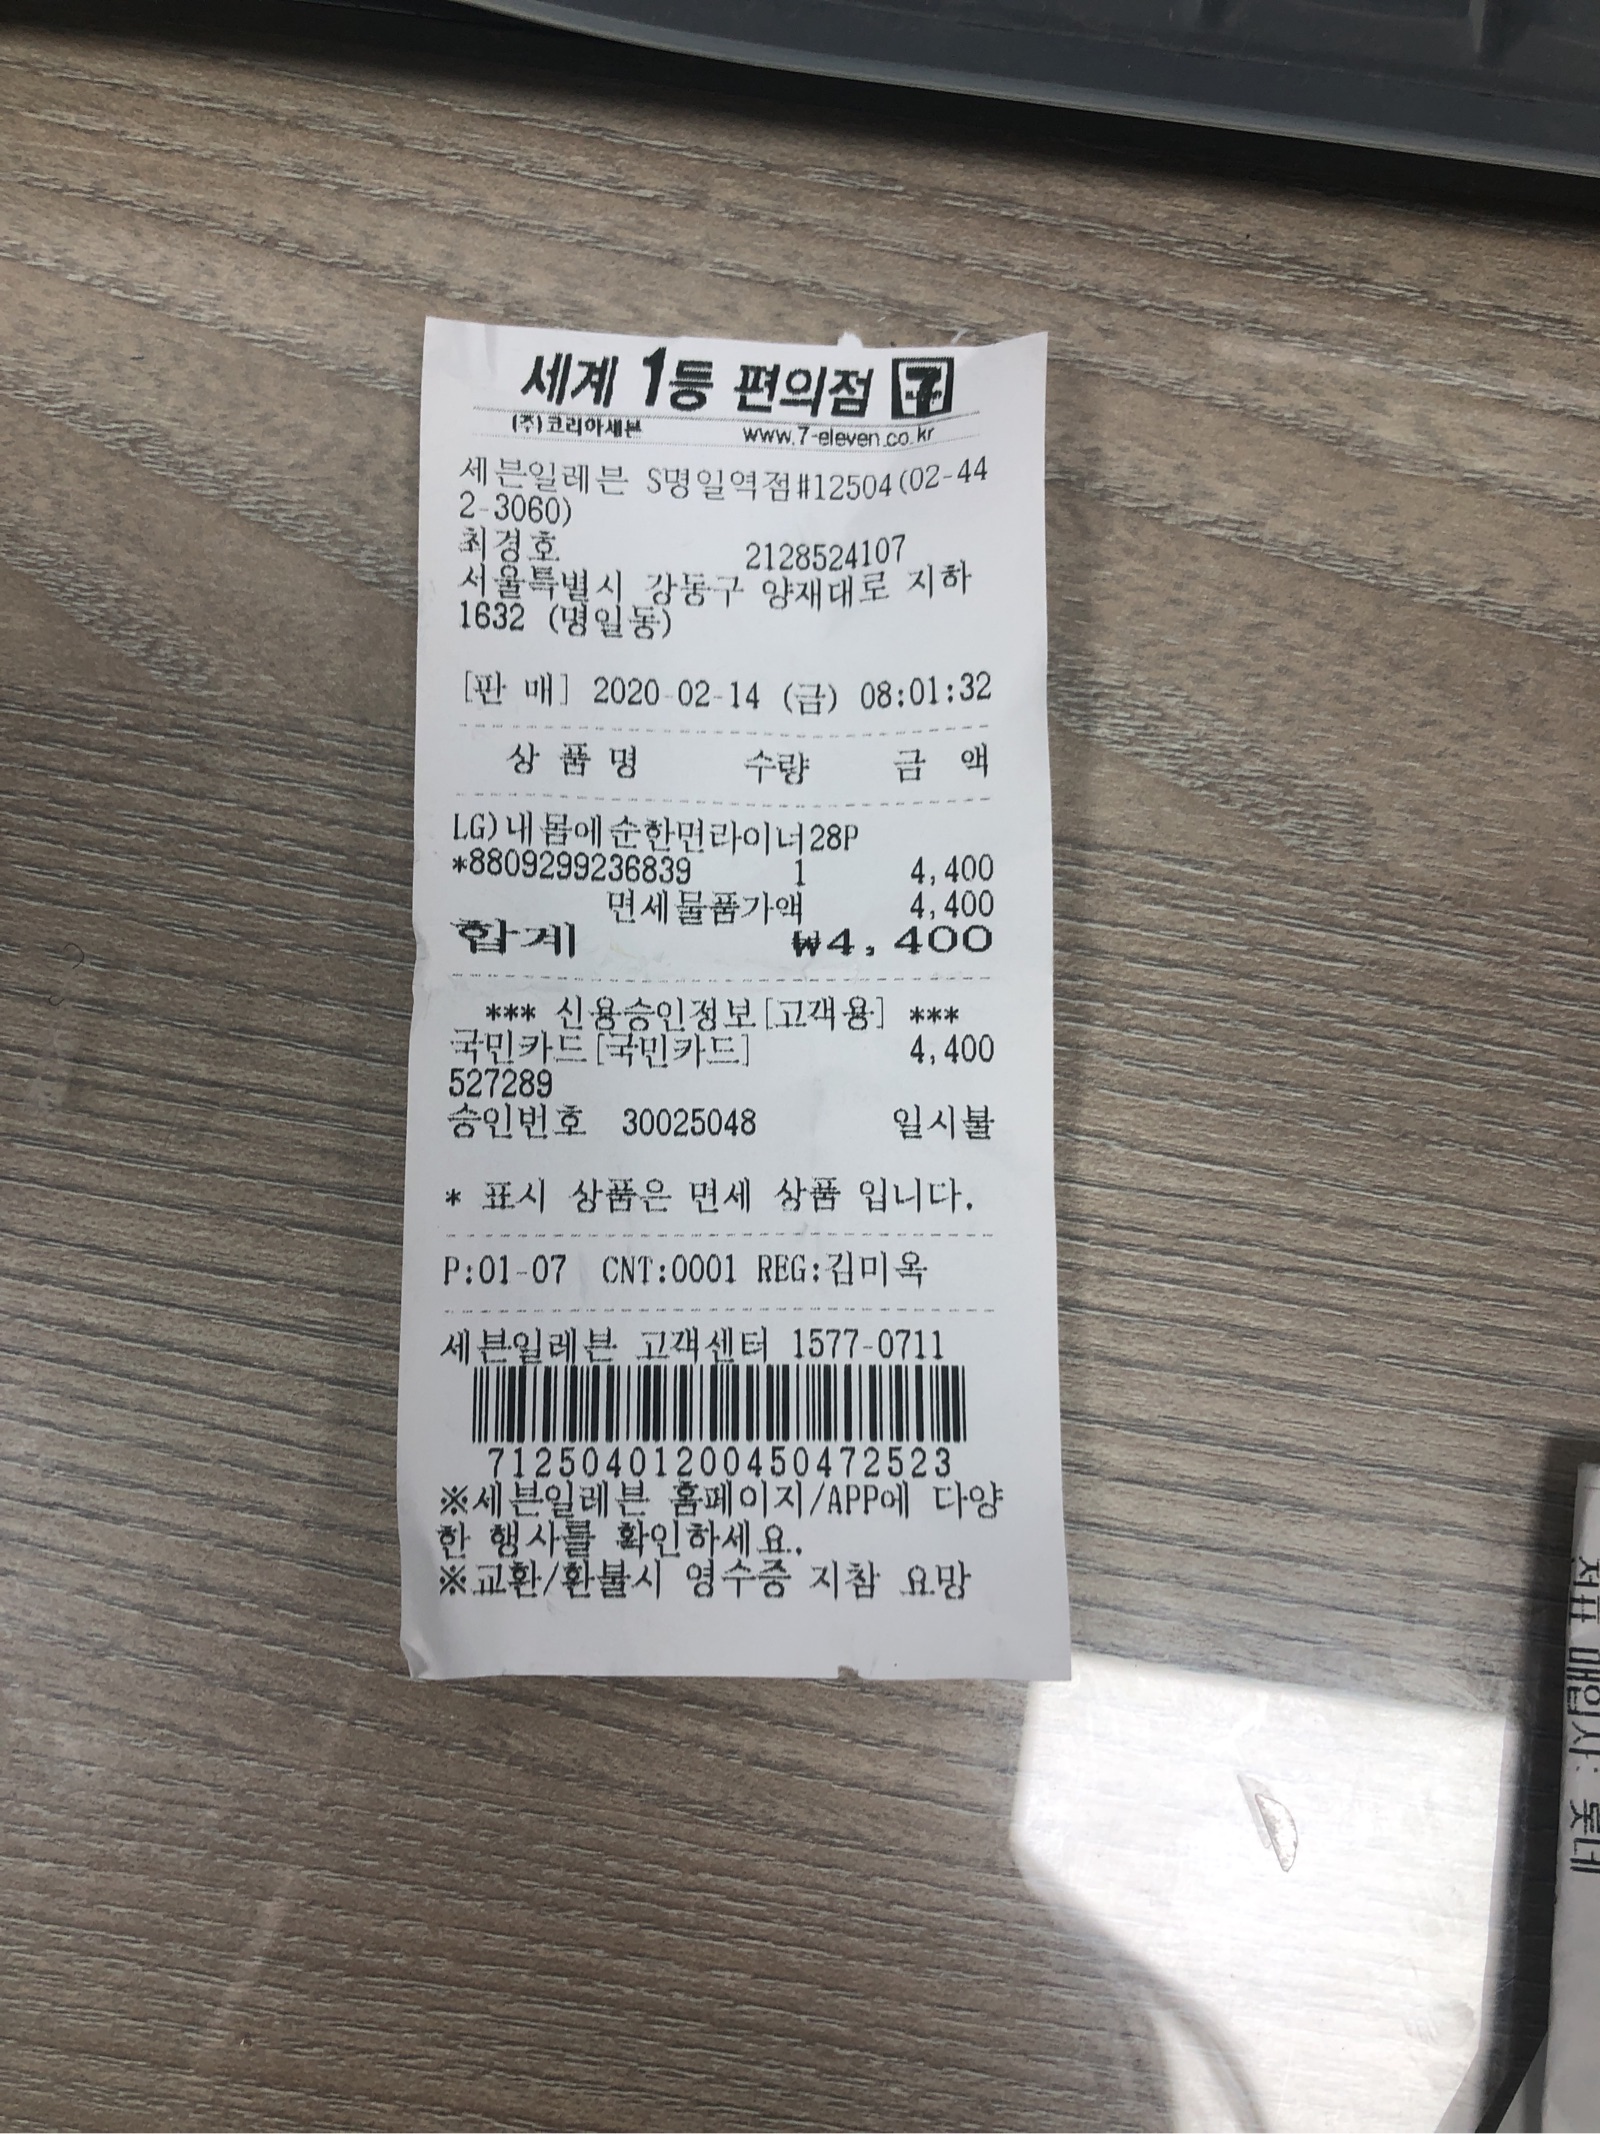 세계 1등 편의점 7
(주)코리아세븐 www.7-eleven.co.kr
세븐일레븐 S명일역점#12504(02-44
2-3060)
최경호 2128524107
서울특별시 강동구 양재대로 지하
1632 (명일동)
[판 매] 2020-02-14 (금) 08:01:32
상 품 명 수량 금 액
LG)내몸에순한면라이너28P
*8809299236839 1 4,400
면세물품가액 4,400
합계 ₩4,400
*** 신용승인정보[고객용] ***
국민카드[국민카드] 4,400
527289
승인번호 30025048 일시불
* 표시 상품은 면세 상품 입니다.
P:01-07 CNT:0001 REG:김미옥
세븐일레븐 고객센터 1577-0711
71250401200450472523
※세븐일레븐 홈페이지/APP에 다양
한 행사를 확인하세요.
※교환/환불시 영수증 지참 요망
전표 매입사: 롯데